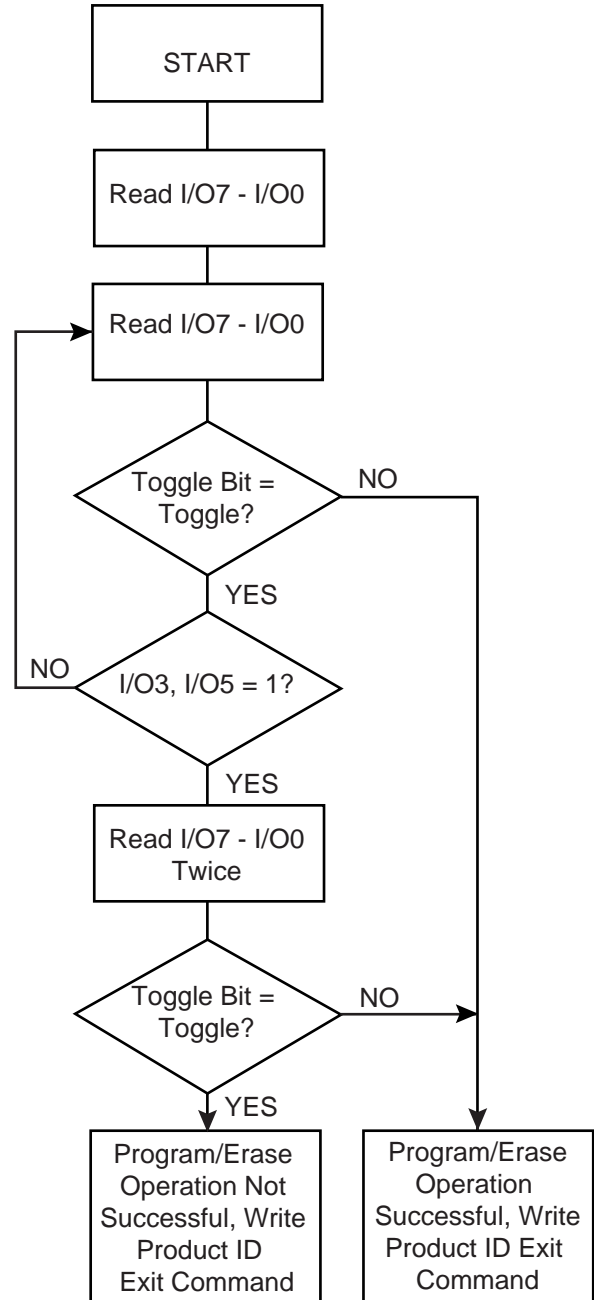 START
Read I/O7 - I/O0
Read I/O7 - I/O0
Toggle Bit =
Toggle?
NO
YES
NO
I/O3, I/O5 = 1?
YES
Read I/O7 - I/O0
Twice
Toggle Bit =
Toggle?
NO
YES
Program/Erase
Operation Not
Successful, Write
Product ID
Exit Command
Program/Erase
Operation
Successful, Write
Product ID Exit
Command